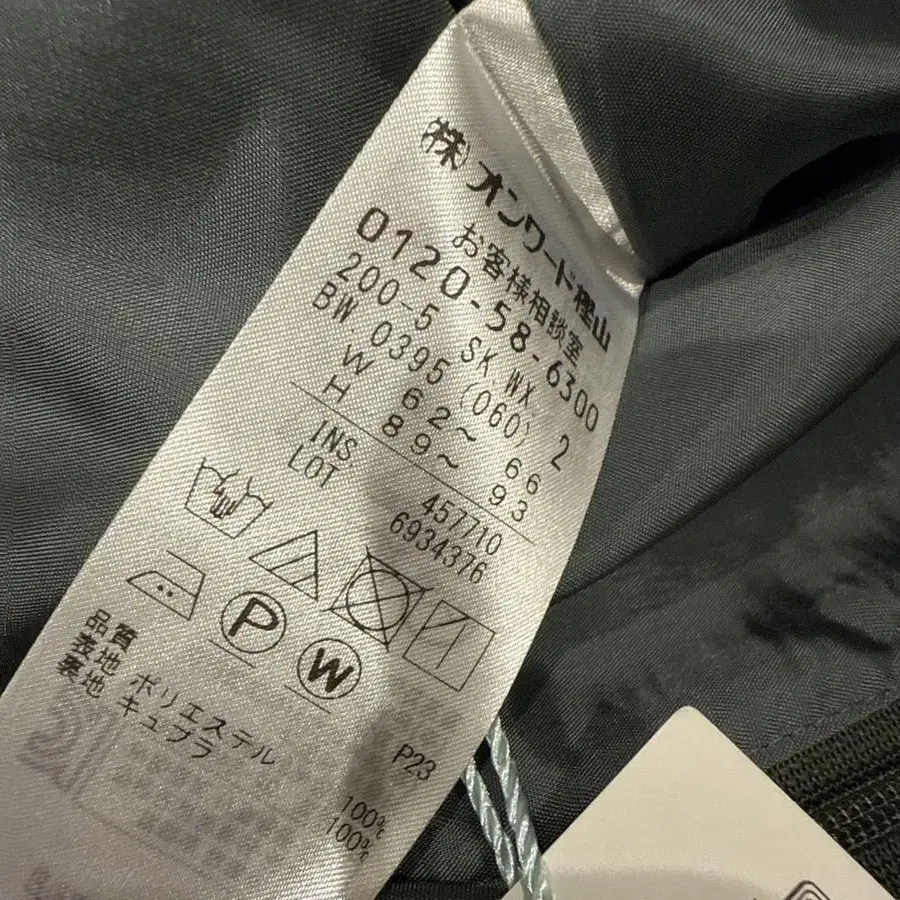 (株)オンワード樫山
お客様相談室
0120-58-6300
200-5 SK.WX. 2
BW.0395 (060)
W 62~ 66
H 89~ 93
INS. 457710
LOT 6934376
P
W
品質 P23
表地 ポリエステル 100%
裏地 キュプラ 100%